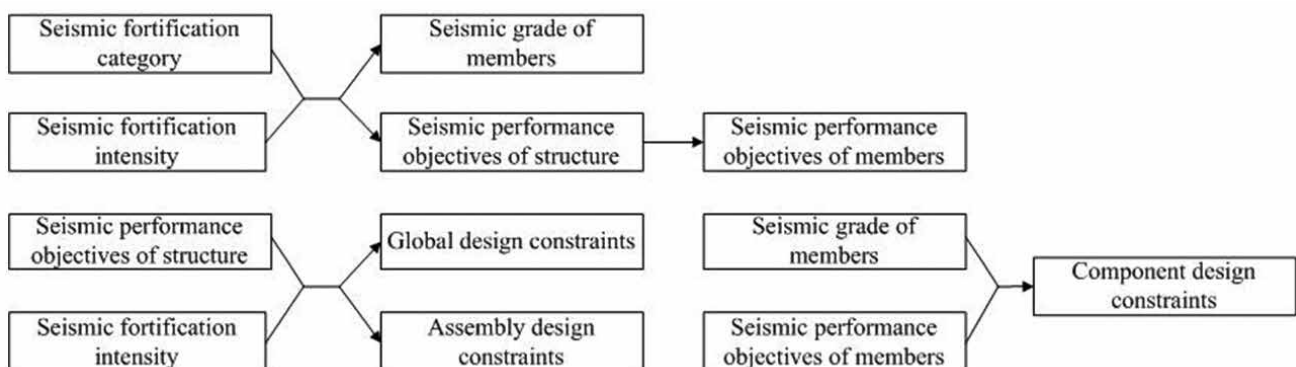 Seismic fortification
category
Seismic grade of
members
Seismic fortification
intensity
Seismic performance
objectives of structure
Seismic performance
objectives of members
Seismic performance
objectives of structure
Global design constraints
Seismic grade of
members
Component design
constraints
Seismic fortification
intensity
Assembly design
constraints
Seismic performance
objectives of members